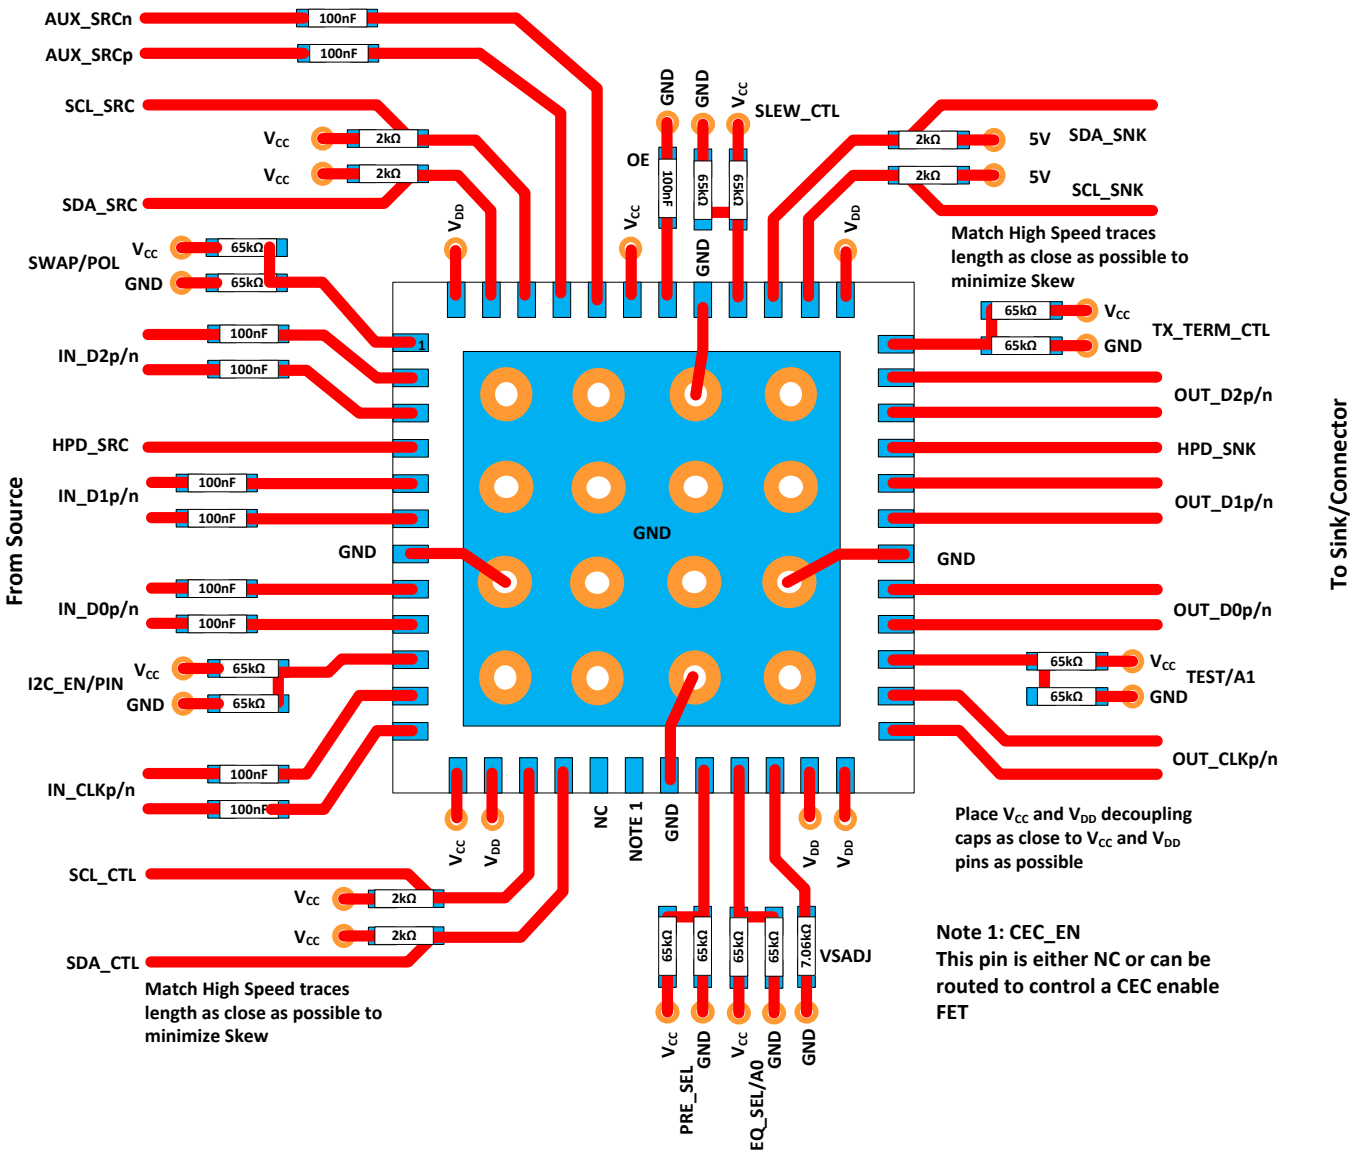 AUX_SRCn
100nF
AUX_SRCp
100nF
SCL_SRC
VCC
2kΩ
VCC
2kΩ
SDA_SRC
VCC
65kΩ
SWAP/POL
GND
65kΩ
IN_D2p/n
100nF
100nF
HPD_SRC
IN_D1p/n
100nF
100nF
GND
IN_D0p/n
100nF
100nF
VCC
65kΩ
I2C_EN/PIN
GND
65kΩ
IN_CLKp/n
100nF
100nF
SCL_CTL
VCC
2kΩ
VCC
2kΩ
SDA_CTL
Match High Speed traces
length as close as possible to
minimize Skew
From Source
VDD
VCC
GND
OE
100nF
GND
65kΩ
GND
VCC
65kΩ
SLEW_CTL
VDD
1
GND
2kΩ
5V
SDA_SNK
2kΩ
5V
SCL_SNK
Match High Speed traces
length as close as possible to
minimize Skew
65kΩ
VCC
TX_TERM_CTL
65kΩ
GND
OUT_D2p/n
HPD_SNK
OUT_D1p/n
GND
OUT_D0p/n
65kΩ
VCC
TEST/A1
65kΩ
GND
OUT_CLKp/n
To Sink/Connector
VCC
VDD
NC
NOTE 1
GND
VDD
VDD
65kΩ
65kΩ
65kΩ
65kΩ
7.06kΩ
VSADJ
VCC
PRE_SEL
GND
VCC
EQ_SEL/A0
GND
GND
Place VCC and VDD decoupling
caps as close to VCC and VDD
pins as possible
Note 1: CEC_EN
This pin is either NC or can be
routed to control a CEC enable
FET